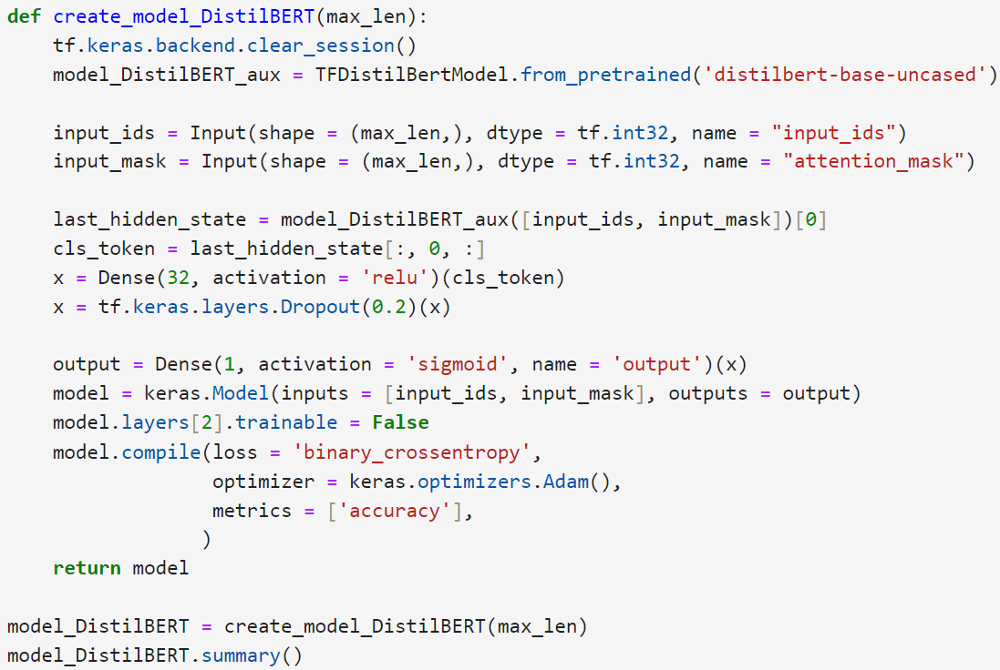 def create_model_DistilBERT(max_len):
    tf.keras.backend.clear_session()
    model_DistilBERT_aux = TFDistilBertModel.from_pretrained('distilbert-base-uncased')

    input_ids = Input(shape = (max_len,), dtype = tf.int32, name = "input_ids")
    input_mask = Input(shape = (max_len,), dtype = tf.int32, name = "attention_mask")

    last_hidden_state = model_DistilBERT_aux([input_ids, input_mask])[0]
    cls_token = last_hidden_state[:, 0, :]
    x = Dense(32, activation = 'relu')(cls_token)
    x = tf.keras.layers.Dropout(0.2)(x)

    output = Dense(1, activation = 'sigmoid', name = 'output')(x)
    model = keras.Model(inputs = [input_ids, input_mask], outputs = output)
    model.layers[2].trainable = False
    model.compile(loss = 'binary_crossentropy',
                  optimizer = keras.optimizers.Adam(),
                  metrics = ['accuracy'],
                 )
    return model

model_DistilBERT = create_model_DistilBERT(max_len)
model_DistilBERT.summary()